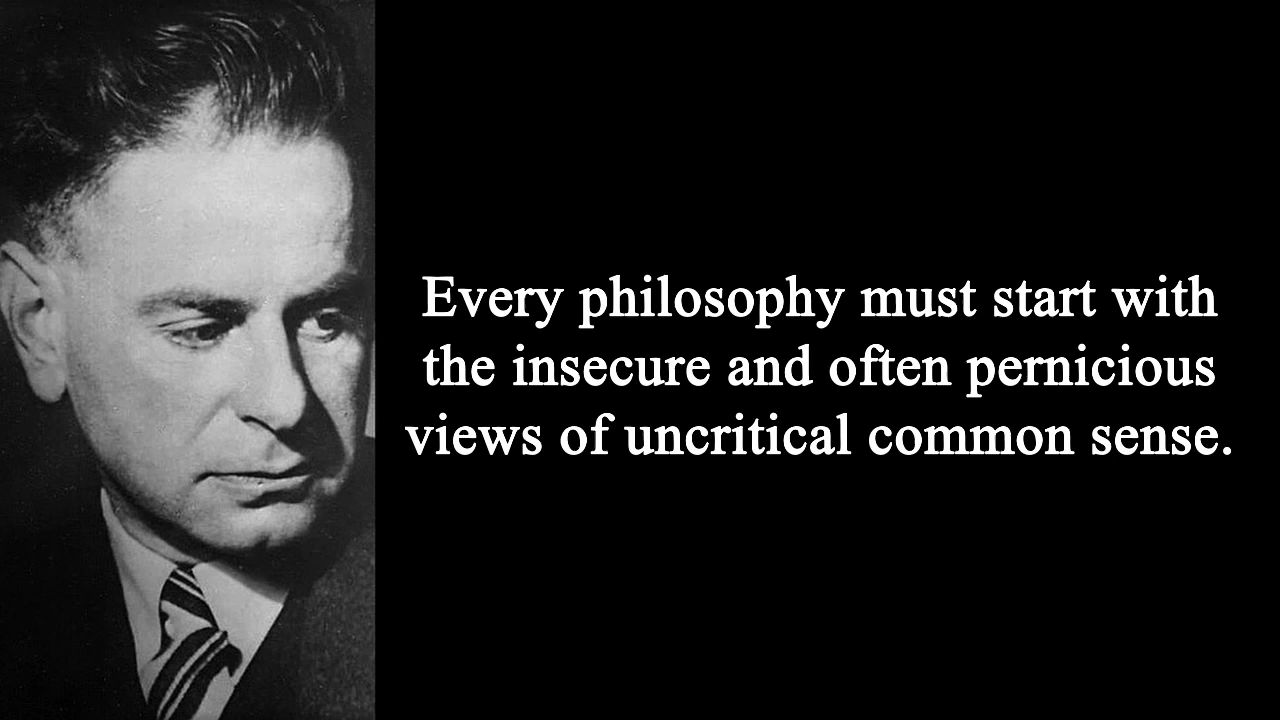 Every philosophy must start with
the insecure and often pernicious
views of uncritical common sense.